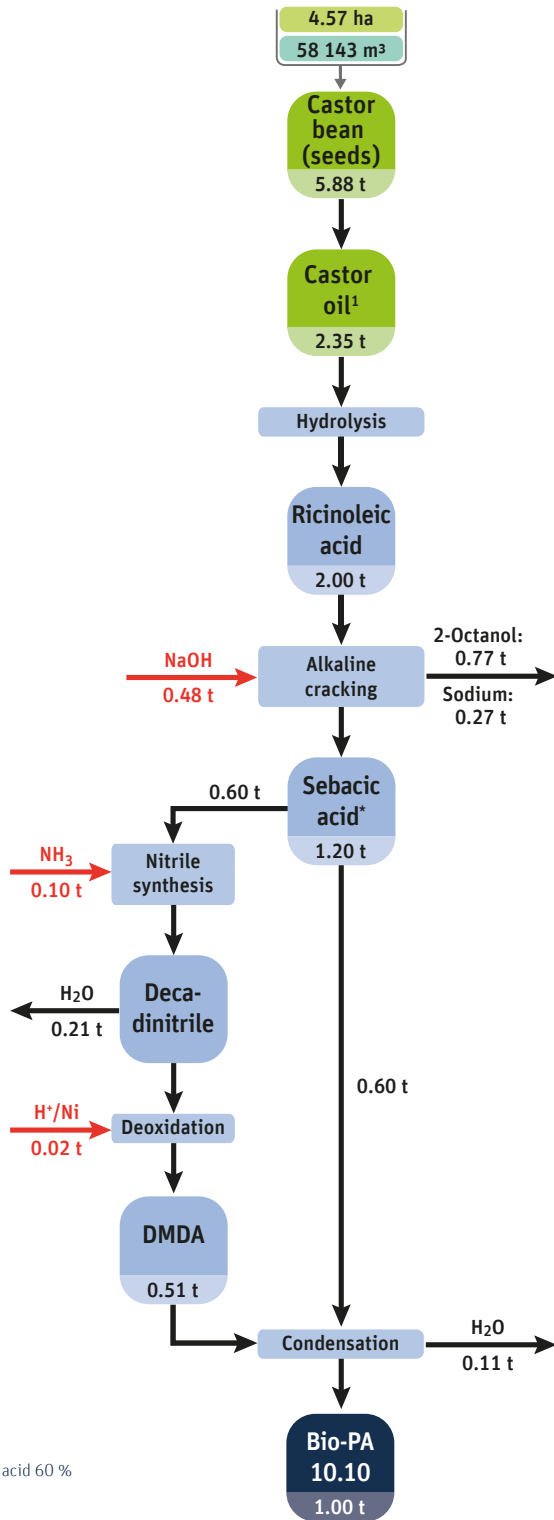 4.57 ha
58 143 m³
Castor
bean
(seeds)
5.88 t
Castor
oil¹
2.35 t
Hydrolysis
Ricinoleic
acid
2.00 t
NaOH
0.48 t
Alkaline
cracking
2-Octanol:
0.77 t
Sodium:
0.27 t
0.60 t
Sebacic
acid*
1.20 t
NH₃
0.10 t
Nitrile
synthesis
H₂O
0.21 t
Deca-
dinitrile
0.60 t
H⁺/Ni
0.02 t
Deoxidation
DMDA
0.51 t
Condensation
H₂O
0.11 t
Bio-PA
10.10
1.00 t
acid 60 %